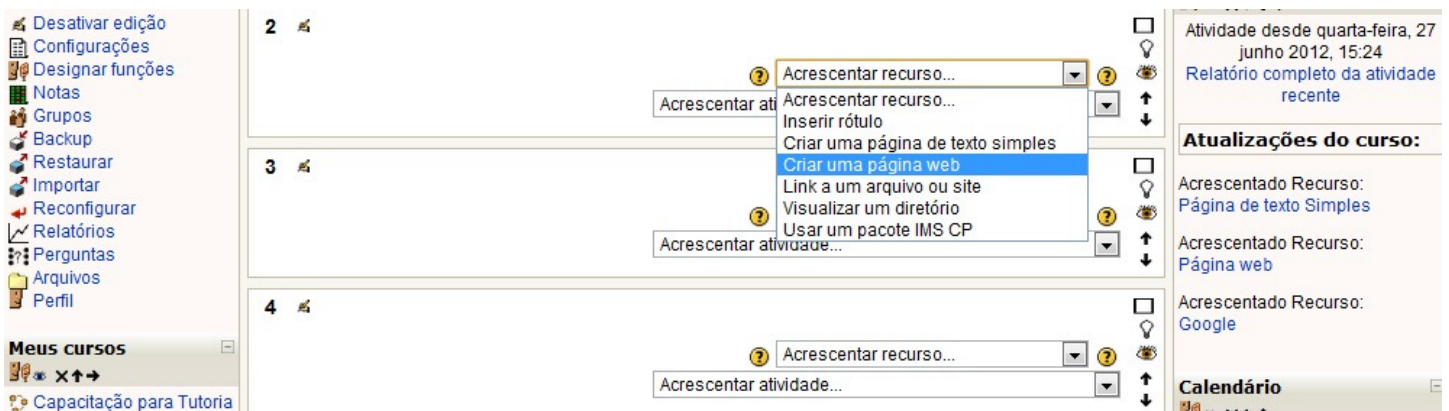 Desativar edição
Configurações
Designar funções
Notas
Grupos
Backup
Restaurar
Importar
Reconfigurar
Relatórios
Perguntas
Arquivos
Perfil
Meus cursos
Capacitação para Tutoria
2
Acrescentar recurso...
Acrescentar ati
Acrescentar recurso...
Inserir rótulo
Criar uma página de texto simples
Criar uma página web
Link a um arquivo ou site
Visualizar um diretório
Usar um pacote IMS CP
3
Acrescentar atividade...
4
Acrescentar recurso...
Acrescentar atividade...
Atividade desde quarta-feira, 27
junho 2012, 15:24
Relatório completo da atividade
recente
Atualizações do curso:
Acrescentado Recurso:
Página de texto Simples
Acrescentado Recurso:
Página web
Acrescentado Recurso:
Google
Calendário